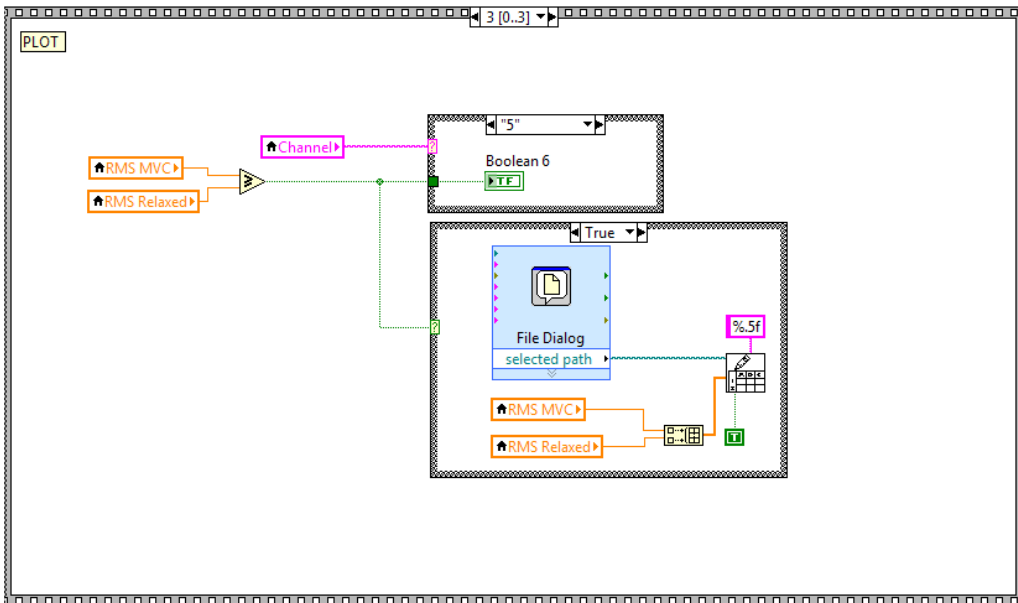 3 [0..3]
PLOT
"5"
Channel
Boolean 6
RMS MVC
TF
RMS Relaxed
True
?
?
%.5f
File Dialog
selected path
RMS MVC
T
RMS Relaxed